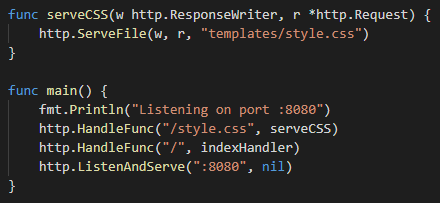 func serveCSS(w http.ResponseWriter, r *http.Request) {
    http.ServeFile(w, r, "templates/style.css")
}
func main() {
    fmt.Println("Listening on port :8080")
    http.HandleFunc("/style.css", serveCSS)
    http.HandleFunc("/", indexHandler)
    http.ListenAndServe(":8080", nil)
}